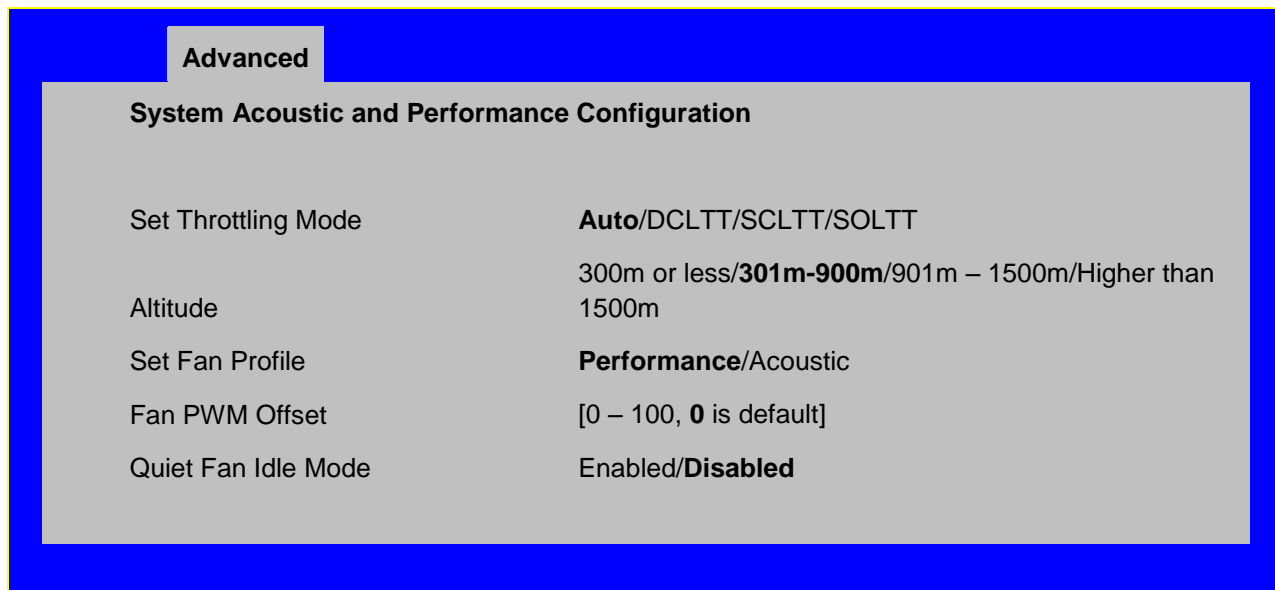 Advanced
System Acoustic and Performance Configuration
Set Throttling Mode Auto/DCLTT/SCLTT/SOLTT
Altitude 300m or less/301m-900m/901m – 1500m/Higher than
1500m
Set Fan Profile Performance/Acoustic
Fan PWM Offset [0 – 100, 0 is default]
Quiet Fan Idle Mode Enabled/Disabled